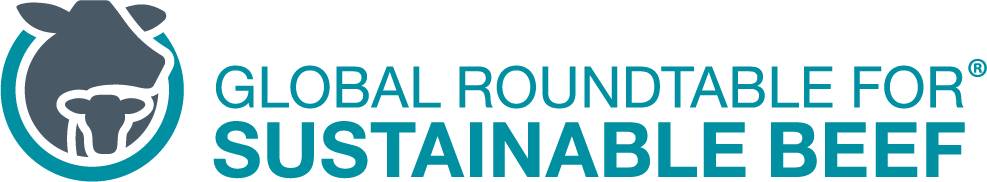 GLOBAL ROUNDTABLE FOR®
SUSTAINABLE BEEF